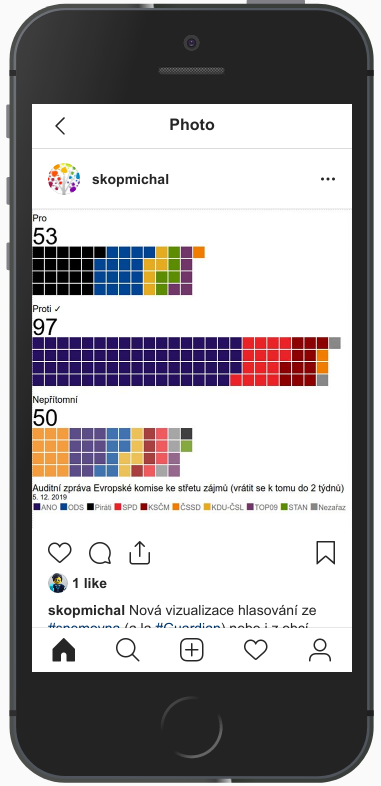 Photo
skopmichal
Pro
53
Proti ✓
97
Nepřítomní
50
Auditní zpráva Evropské komise ke střetu zájmů (vrátit se k tomu do 2 týdnů)
5. 12. 2019
ANO ODS Piráti SPD KSČM ČSSD KDU-ČSL TOP09 STAN Nezařaz
1 like
skopmichal Nová vizualizace hlasování ze
#snemovna (a la #Guardian) nebo i z obcí